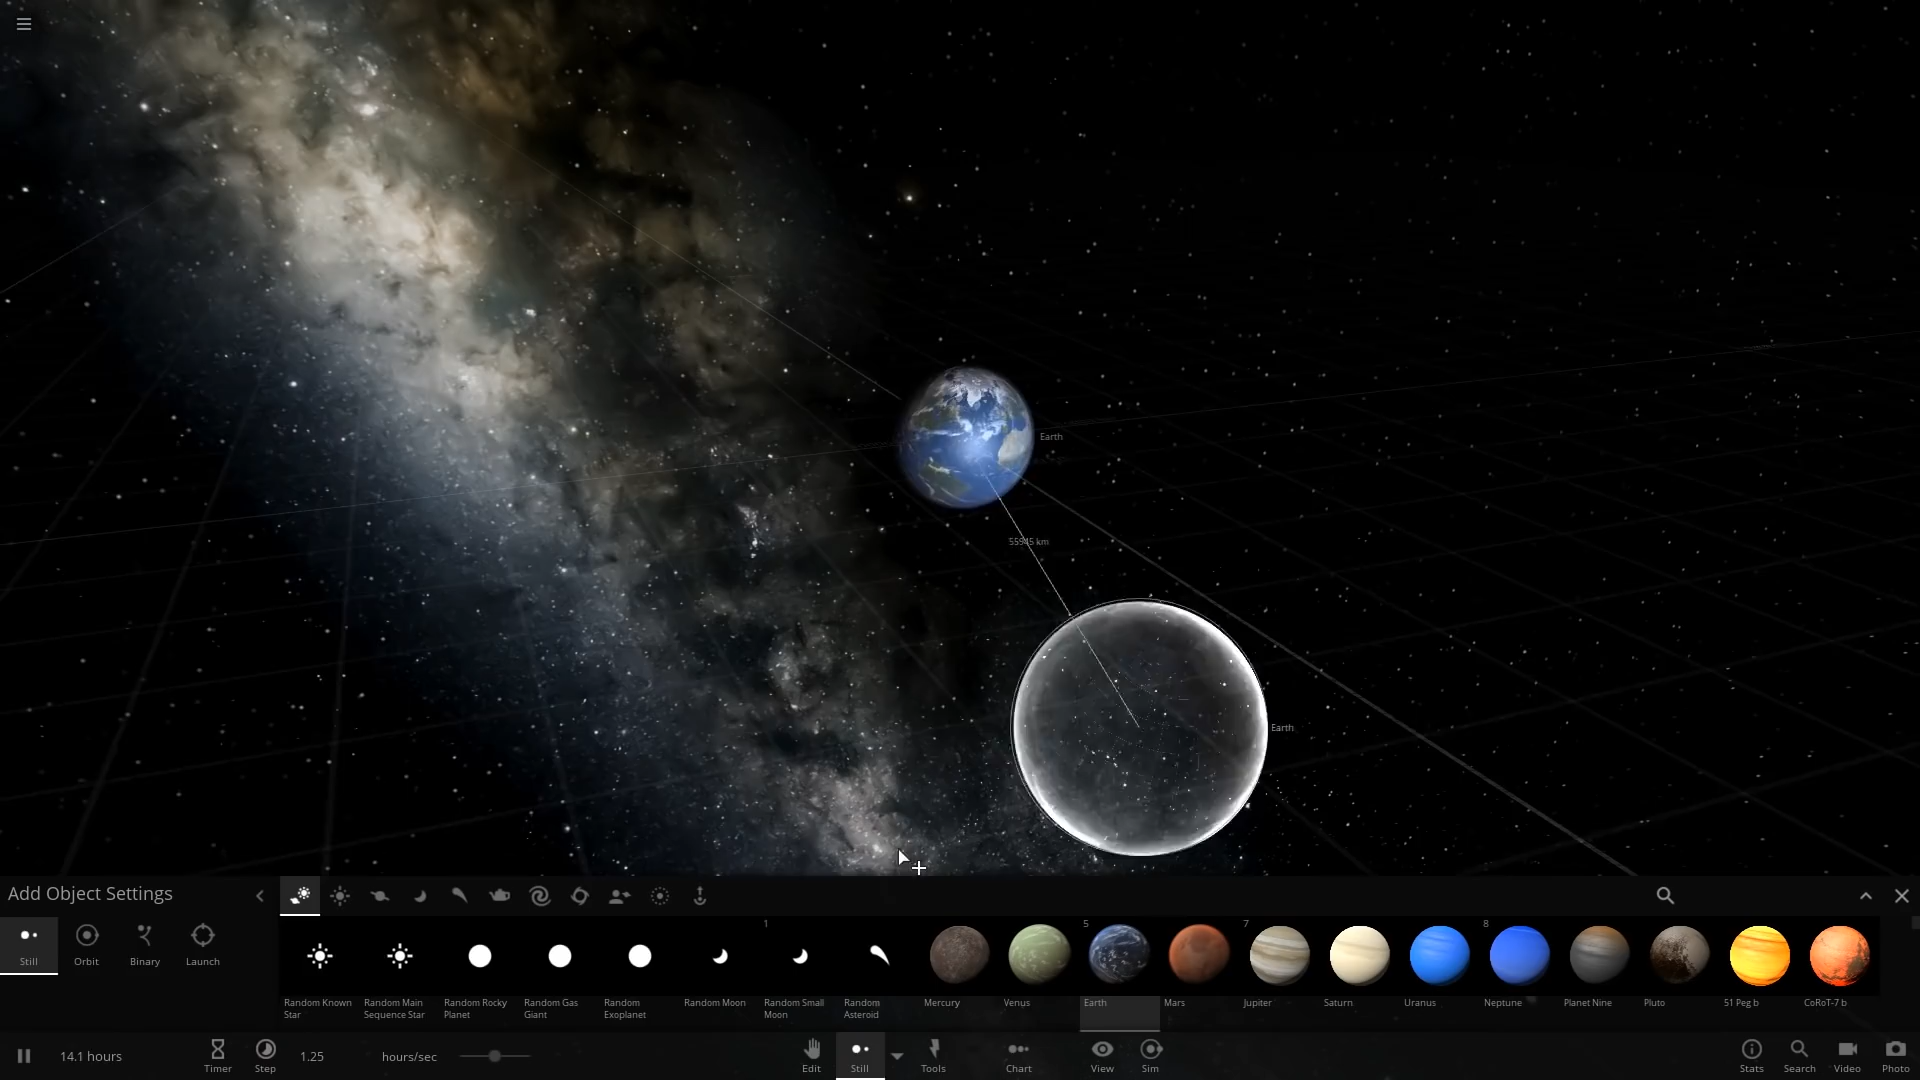 Earth
55945 km
Earth
Add Object Settings
Still
Orbit
Binary
Launch
1
5
7
8
Random Known Star
Random Main Sequence Star
Random Rocky Planet
Random Gas Giant
Random Exoplanet
Random Moon
Random Small Moon
Random Asteroid
Mercury
Venus
Earth
Mars
Jupiter
Saturn
Uranus
Neptune
Planet Nine
Pluto
51 Peg b
CoRoT-7 b
14.1 hours
Timer
Step
1.25
hours/sec
Edit
Still
Tools
Chart
View
Sim
Stats
Search
Video
Photo